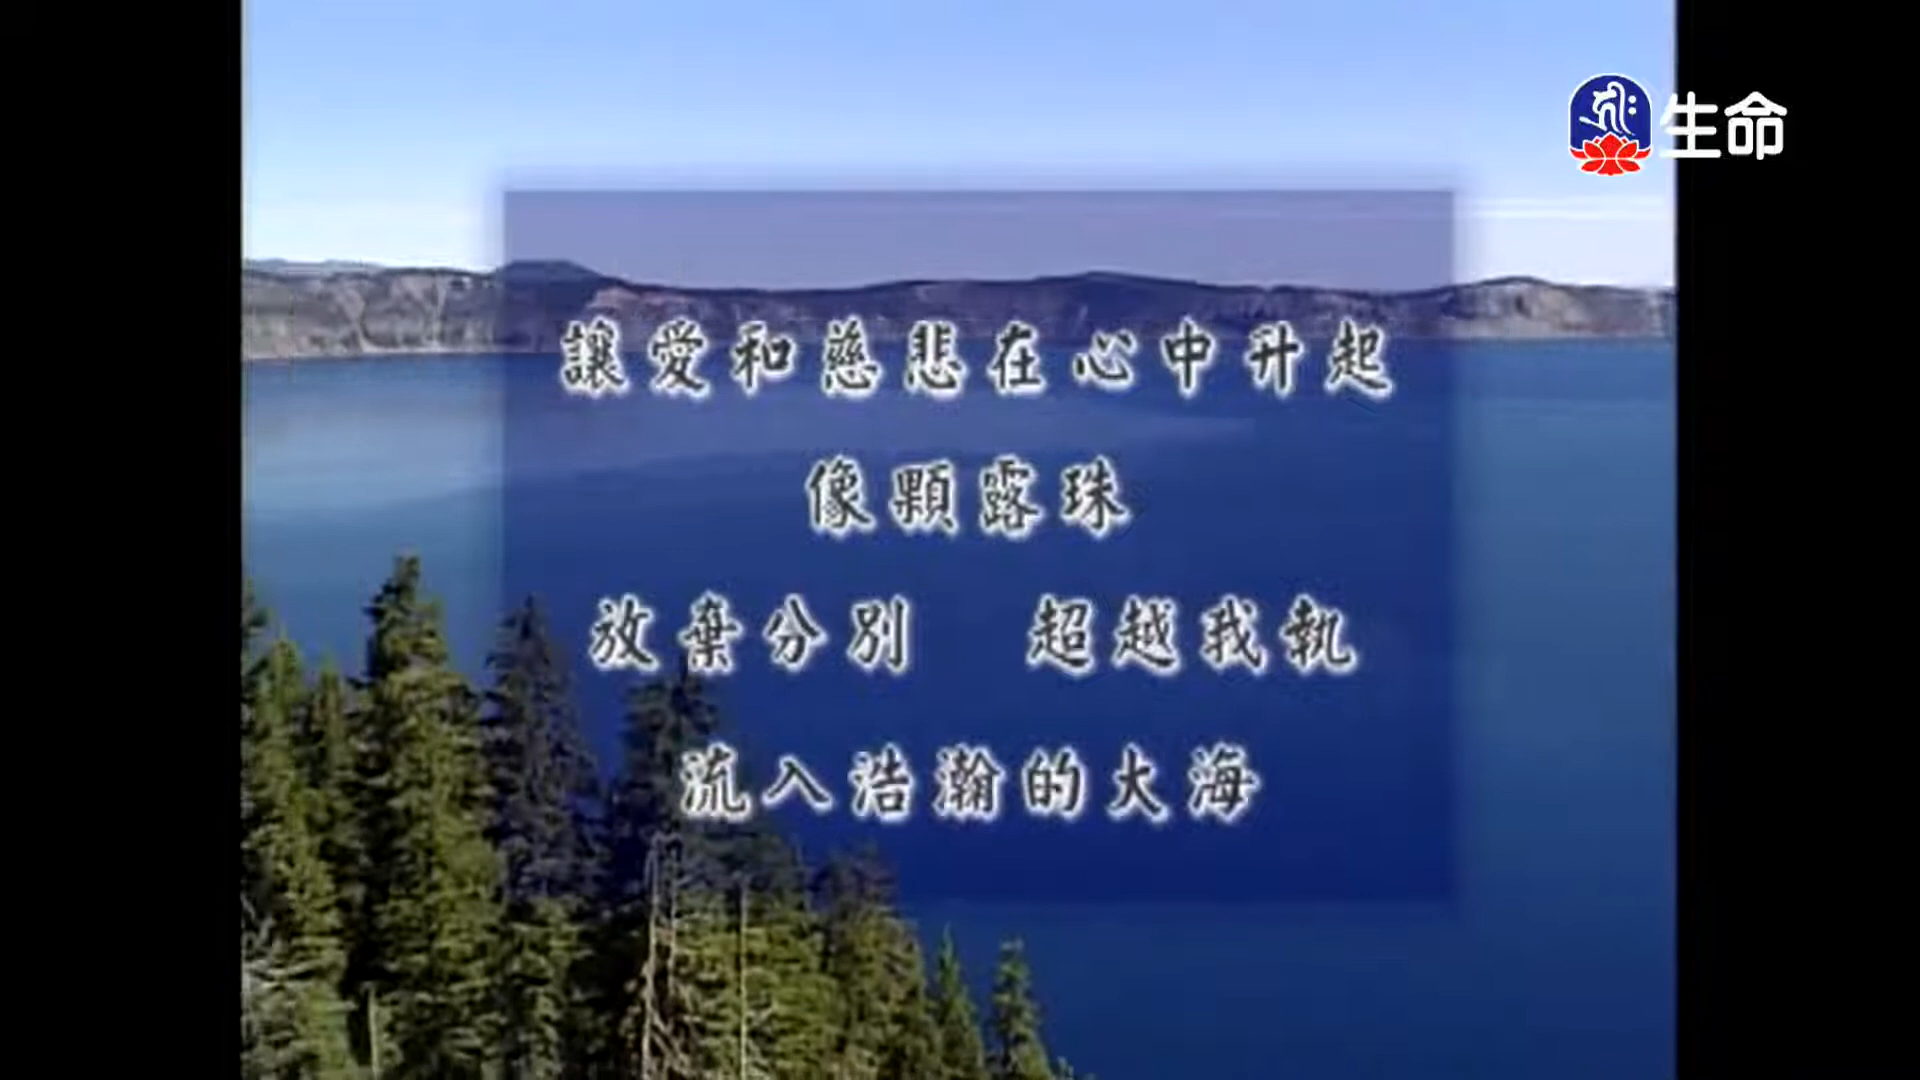 生命
讓愛和慈悲在心中升起
像顆露珠
放棄分別　超越我執
流入浩瀚的大海